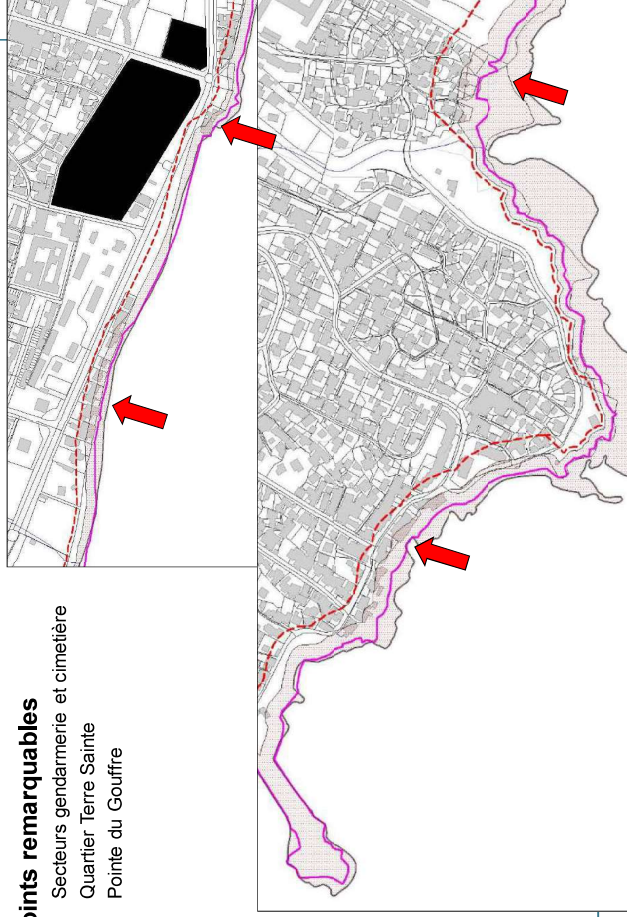 oints remarquables
Secteurs gendarmerie et cimetière
Quartier Terre Sainte
Pointe du Gouffre